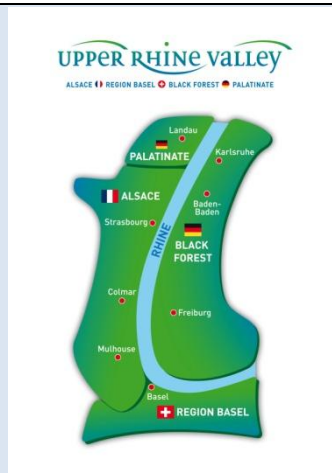 UPPER RHINE VALLEY
ALSACE REGION BASEL BLACK FOREST PALATINATE
Landau
PALATINATE
Karlsruhe
ALSACE
Baden-
Baden
Strasbourg
RHINE
BLACK
FOREST
Colmar
Freiburg
Mulhouse
Basel
REGION BASEL